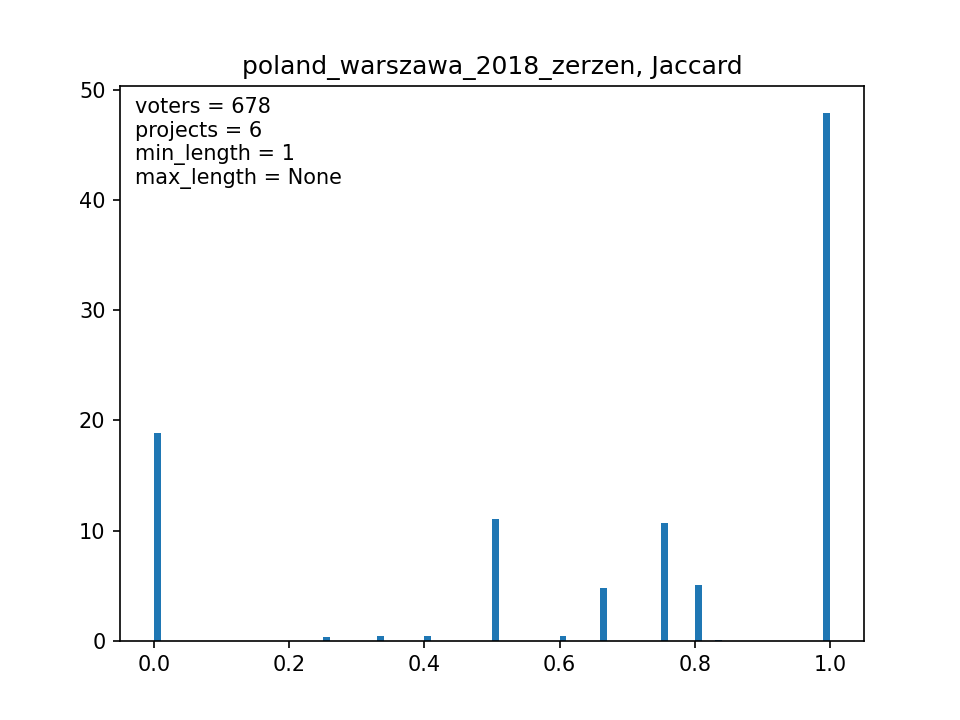 poland_warszawa_2018_zerzen, Jaccard
50
voters = 678
projects = 6
min_length = 1
max_length = None
40
30
20
10
0
0.0 0.2 0.4 0.6 0.8 1.0